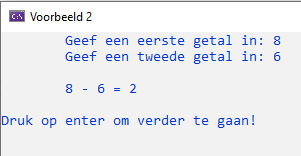 Voorbeeld 2
Geef een eerste getal in: 8
Geef een tweede getal in: 6
8 - 6 = 2
Druk op enter om verder te gaan!